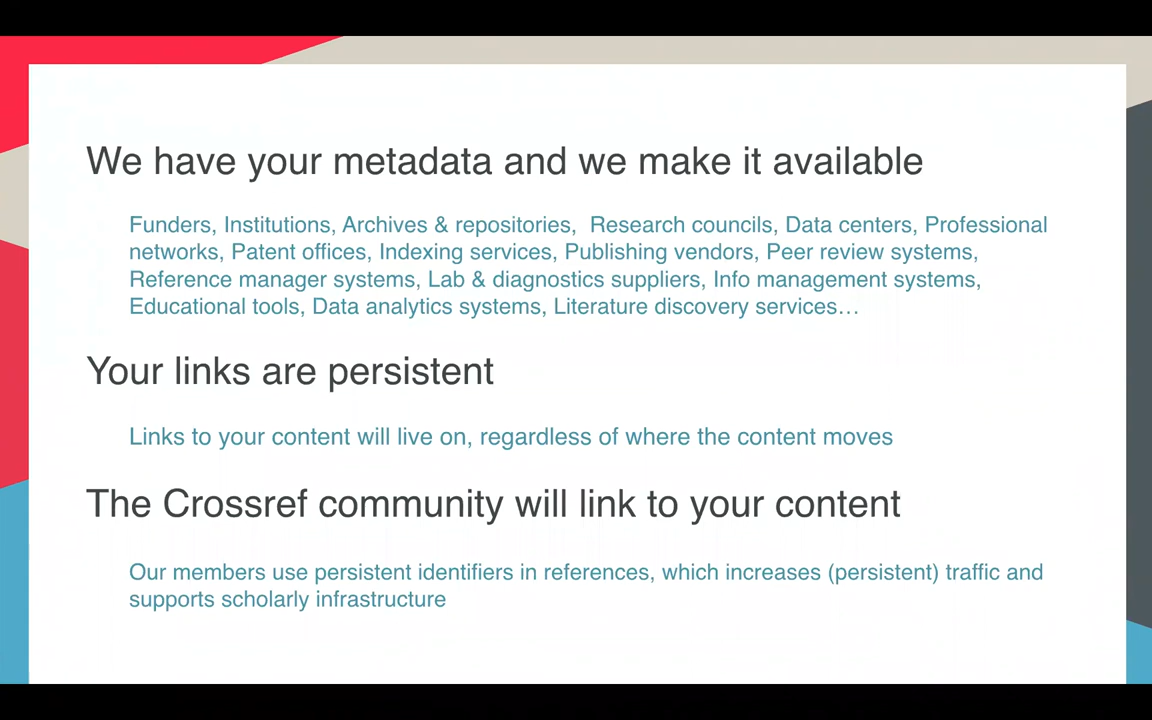 We have your metadata and we make it available
Funders, Institutions, Archives & repositories, Research councils, Data centers, Professional
networks, Patent offices, Indexing services, Publishing vendors, Peer review systems,
Reference manager systems, Lab & diagnostics suppliers, Info management systems,
Educational tools, Data analytics systems, Literature discovery services…
Your links are persistent
Links to your content will live on, regardless of where the content moves
The Crossref community will link to your content
Our members use persistent identifiers in references, which increases (persistent) traffic and
supports scholarly infrastructure